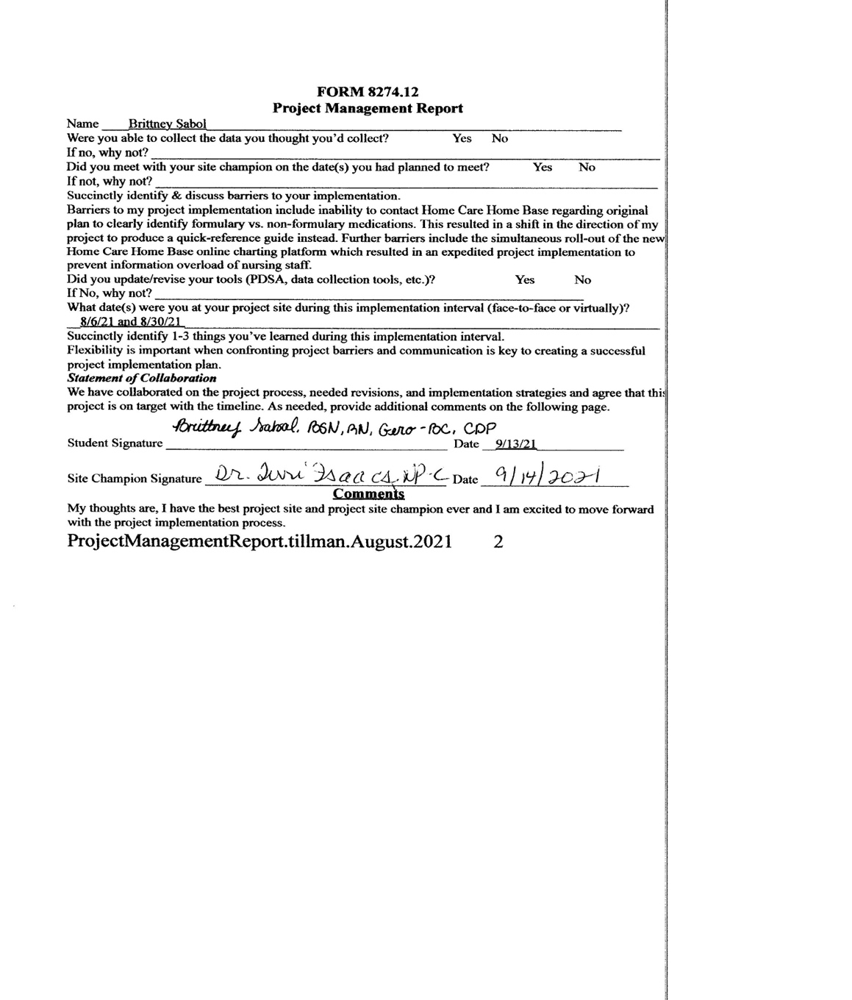 FORM 8274.12
Project Management Report
Name Brittney Sabol
Were you able to collect the data you thought you'd collect? Yes No
If no, why not?
Did you meet with your site champion on the date(s) you had planned to meet? Yes No
If not, why not?
Succinctly identify & discuss barriers to your implementation.
Barriers to my project implementation include inability to contact Home Care Home Base regarding original
plan to clearly identify formulary vs. non-formulary medications. This resulted in a shift in the direction of my
project to produce a quick-reference guide instead. Further barriers include the simultaneous roll-out of the new
Home Care Home Base online charting platform which resulted in an expedited project implementation to
prevent information overload of nursing staff.
Did you update/revise your tools (PDSA, data collection tools, etc.)? Yes No
If No, why not?
What date(s) were you at your project site during this implementation interval (face-to-face or virtually)?
8/6/21 and 8/30/21
Succinctly identify 1-3 things you've learned during this implementation interval.
Flexibility is important when confronting project barriers and communication is key to creating a successful
project implementation plan.
Statement of Collaboration
We have collaborated on the project process, needed revisions, and implementation strategies and agree that this
project is on target with the timeline. As needed, provide additional comments on the following page.
Brittney Sabol, BSN, RN, Gero-BC, CDP
Student Signature Date 9/13/21
Site Champion Signature Dr. Isaacs, NP-C Date 9/14/2021
Comments
My thoughts are, I have the best project site and project site champion ever and I am excited to move forward
with the project implementation process.
ProjectManagementReport.tillman.August.2021 2